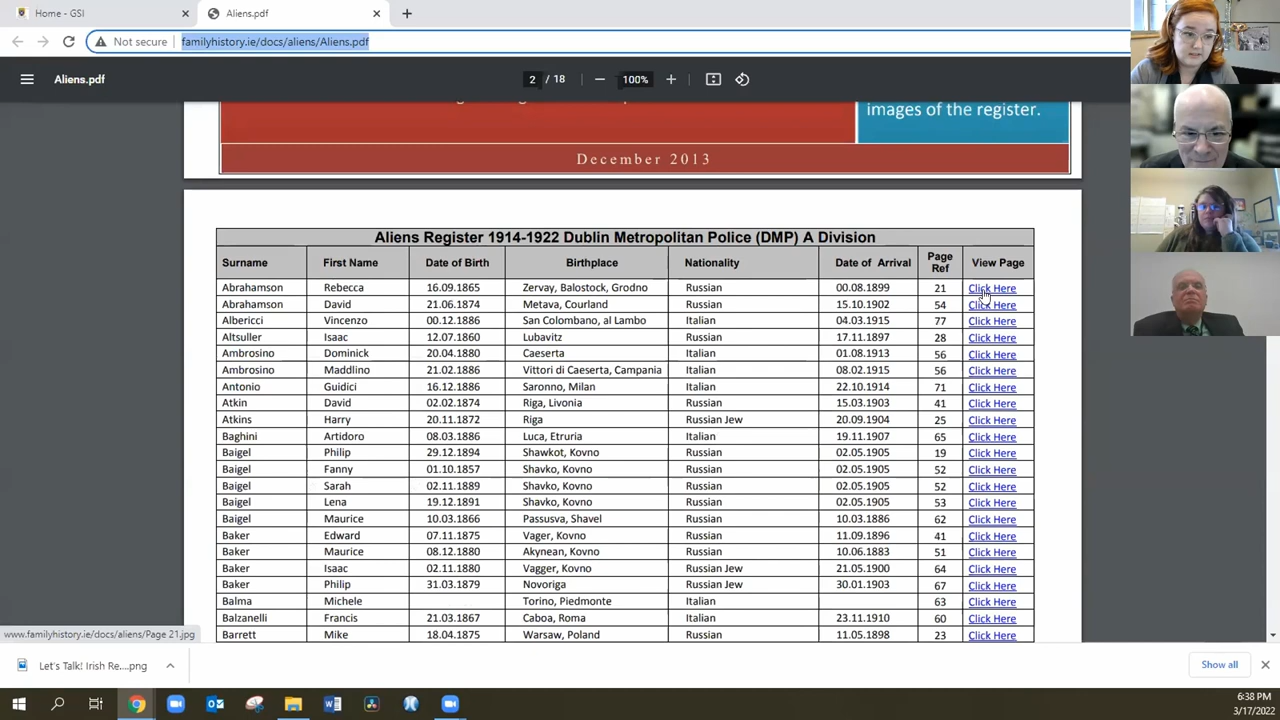 Home - GSI
Aliens.pdf
Not secure
familyhistory.ie/docs/aliens/Aliens.pdf
Aliens.pdf
2 / 18
100%
images of the register.
December 2013
Aliens Register 1914-1922 Dublin Metropolitan Police (DMP) A Division
Surname First Name Date of Birth Birthplace Nationality Date of Arrival Page Ref View Page
Abrahamson Rebecca 16.09.1865 Zervay, Balostock, Grodno Russian 00.08.1899 21 Click Here
Abrahamson David 21.06.1874 Metava, Courland Russian 15.10.1902 54 Click Here
Albericci Vincenzo 00.12.1886 San Colombano, al Lambo Italian 04.03.1915 77 Click Here
Altsuller Isaac 12.07.1860 Lubavitz Russian 17.11.1897 28 Click Here
Ambrosino Dominick 20.04.1880 Caeserta Italian 01.08.1913 56 Click Here
Ambrosino Maddlino 21.02.1886 Vittori di Caeserta, Campania Italian 08.02.1915 56 Click Here
Antonio Guidici 16.12.1886 Saronno, Milan Italian 22.10.1914 71 Click Here
Atkin David 02.02.1874 Riga, Livonia Russian 15.03.1903 41 Click Here
Atkins Harry 20.11.1872 Riga Russian Jew 20.09.1904 25 Click Here
Baghini Artidoro 08.03.1886 Luca, Etruria Italian 19.11.1907 65 Click Here
Baigel Philip 29.12.1894 Shawkot, Kovno Russian 02.05.1905 19 Click Here
Baigel Fanny 01.10.1857 Shavko, Kovno Russian 02.05.1905 52 Click Here
Baigel Sarah 02.11.1889 Shavko, Kovno Russian 02.05.1905 52 Click Here
Baigel Lena 19.12.1891 Shavko, Kovno Russian 02.05.1905 53 Click Here
Baigel Maurice 10.03.1866 Passusva, Shavel Russian 10.03.1886 62 Click Here
Baker Edward 07.11.1875 Vager, Kovno Russian 11.09.1896 41 Click Here
Baker Maurice 08.12.1880 Akynean, Kovno Russian 10.06.1883 51 Click Here
Baker Isaac 02.11.1880 Vagger, Kovno Russian Jew 21.05.1900 64 Click Here
Baker Philip 31.03.1879 Novoriga Russian Jew 30.01.1903 67 Click Here
Balma Michele Torino, Piedmonte Italian 63 Click Here
Balzanelli Francis 21.03.1867 Caboa, Roma Italian 23.11.1910 60 Click Here
Barrett Mike 18.04.1875 Warsaw, Poland Russian 11.05.1898 23 Click Here
www.familyhistory.ie/docs/aliens/Page 21.jpg
Let's Talk! Irish Re....png
Show all
6:38 PM
3/17/2022